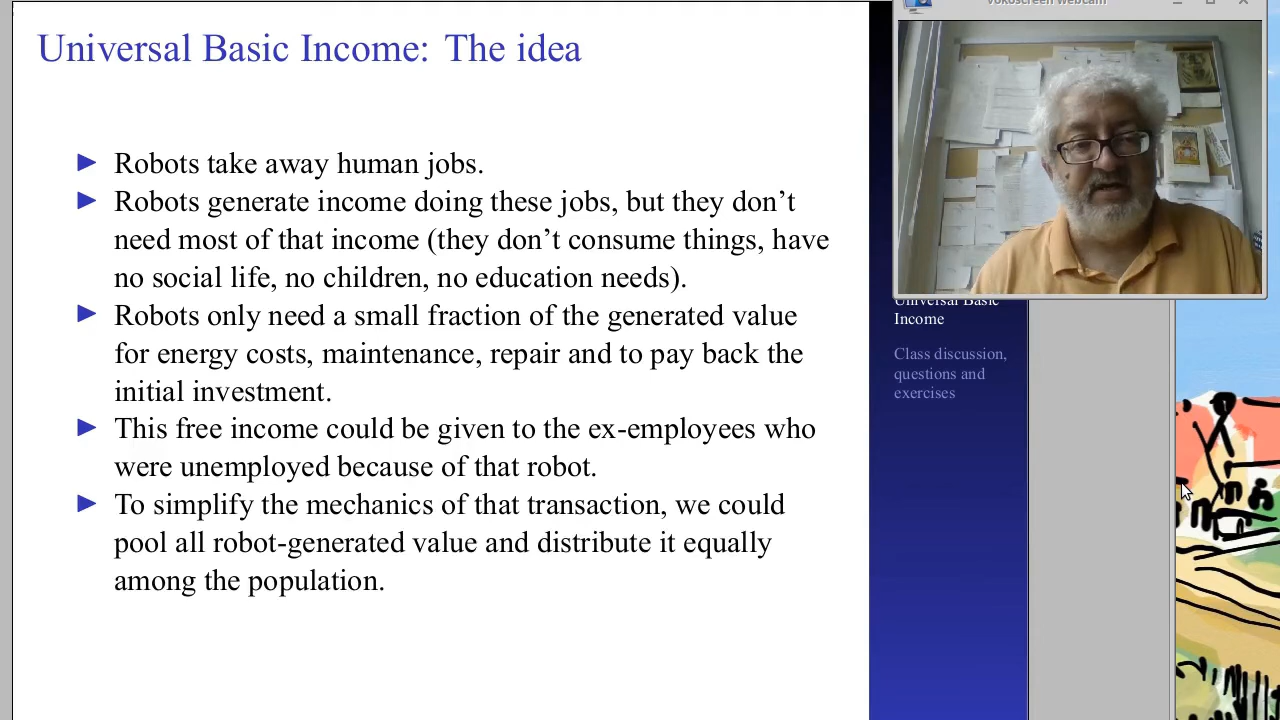 Universal Basic Income: The idea
Robots take away human jobs.
Robots generate income doing these jobs, but they don't
need most of that income (they don't consume things, have
no social life, no children, no education needs).
Robots only need a small fraction of the generated value
for energy costs, maintenance, repair and to pay back the
initial investment.
This free income could be given to the ex-employees who
were unemployed because of that robot.
To simplify the mechanics of that transaction, we could
pool all robot-generated value and distribute it equally
among the population.
vokoscreen webcam
Universal Basic
Income
Class discussion,
questions and
exercises